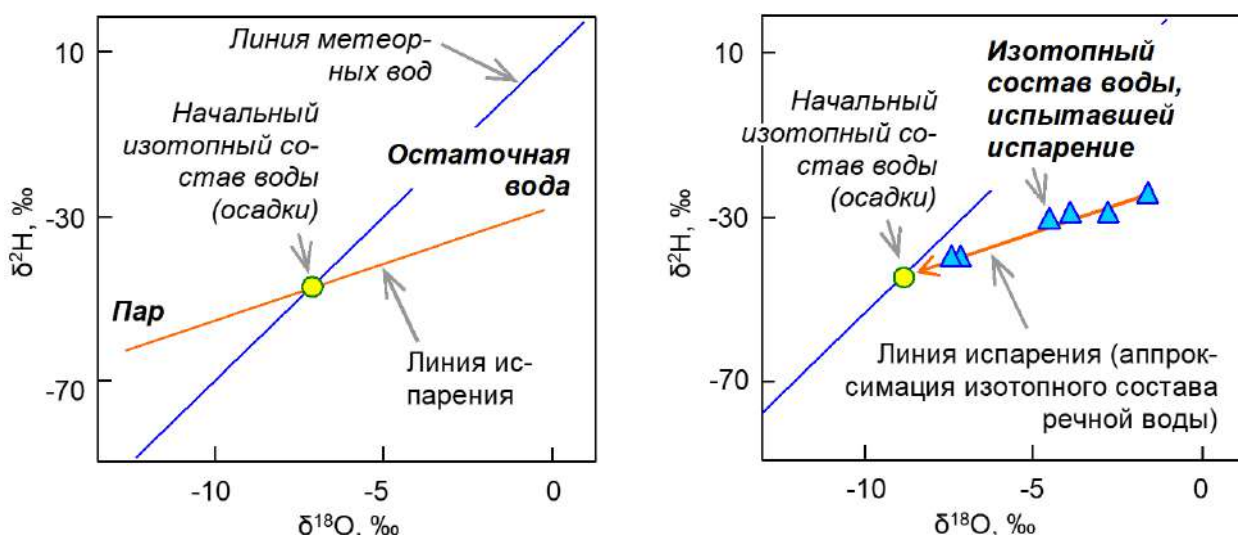 10
-30
-70
-10
-5
0
δ²H, ‰
δ¹⁸O, ‰
Линия метеор-
ных вод
Начальный
изотопный со-
став воды
(осадки)
Остаточная
вода
Пар
Линия ис-
парения
10
-30
-70
-10
-5
0
δ²H, ‰
δ¹⁸O, ‰
Изотопный
состав воды,
испытавшей
испарение
Начальный
изотопный со-
став воды
(осадки)
Линия испарения (аппрок-
симация изотопного состава
речной воды)